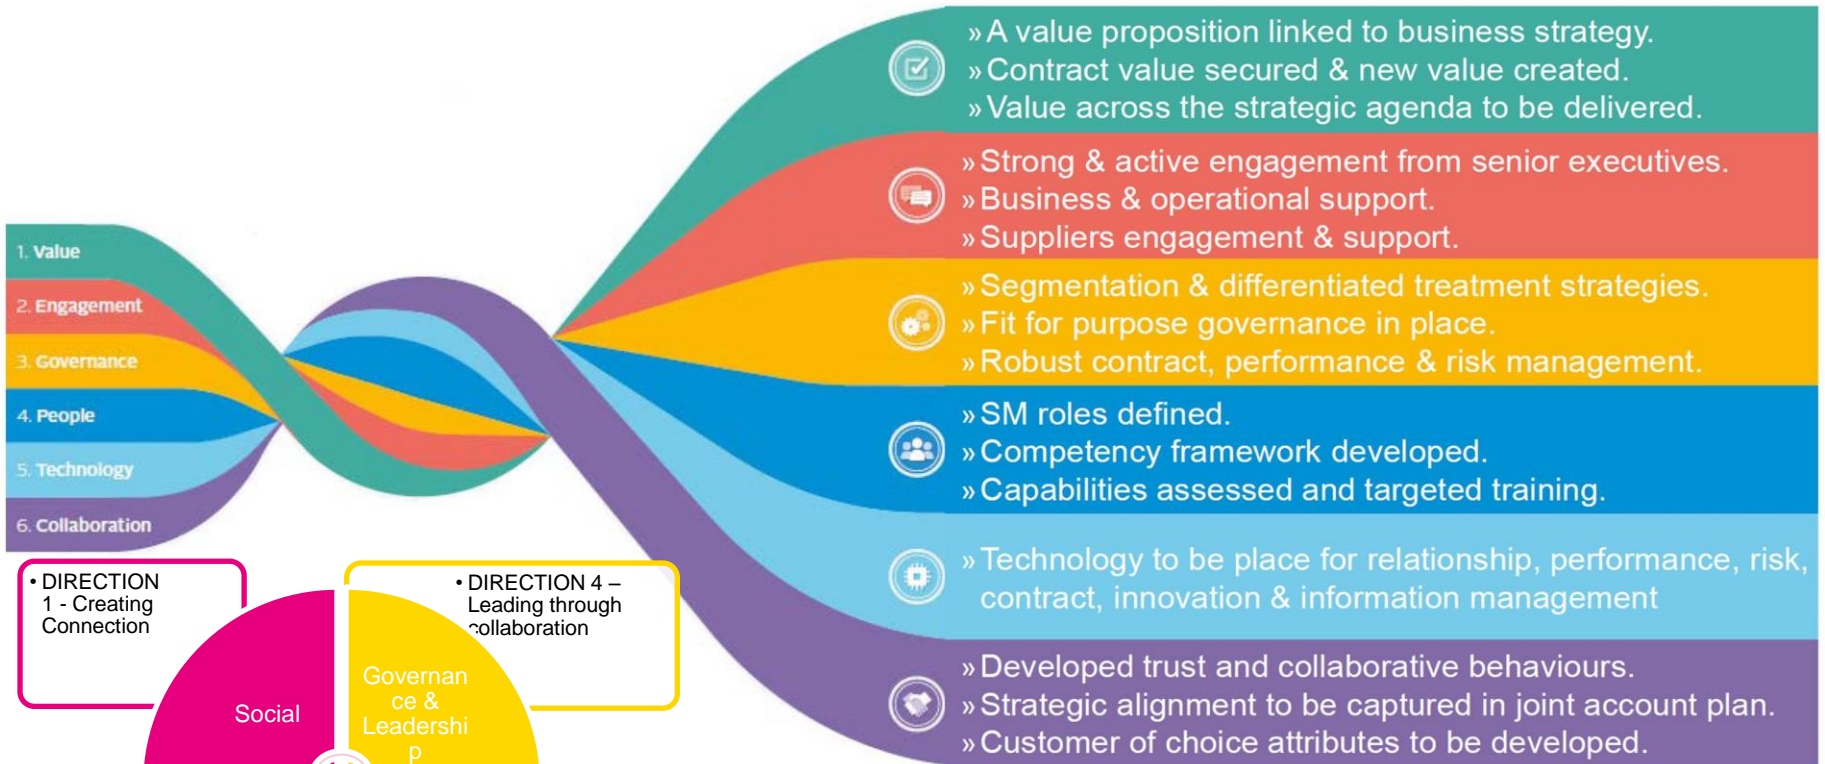 1. Value
2. Engagement
3. Governance
4. People
5. Technology
6. Collaboration
» A value proposition linked to business strategy.
» Contract value secured & new value created.
» Value across the strategic agenda to be delivered.
» Strong & active engagement from senior executives.
» Business & operational support.
» Suppliers engagement & support.
» Segmentation & differentiated treatment strategies.
» Fit for purpose governance in place.
» Robust contract, performance & risk management.
» SM roles defined.
» Competency framework developed.
» Capabilities assessed and targeted training.
» Technology to be place for relationship, performance, risk,
contract, innovation & information management
» Developed trust and collaborative behaviours.
» Strategic alignment to be captured in joint account plan.
» Customer of choice attributes to be developed.
• DIRECTION
1 - Creating
Connection
• DIRECTION 4 –
Leading through
collaboration
Social
Governan
ce &
Leadershi
p